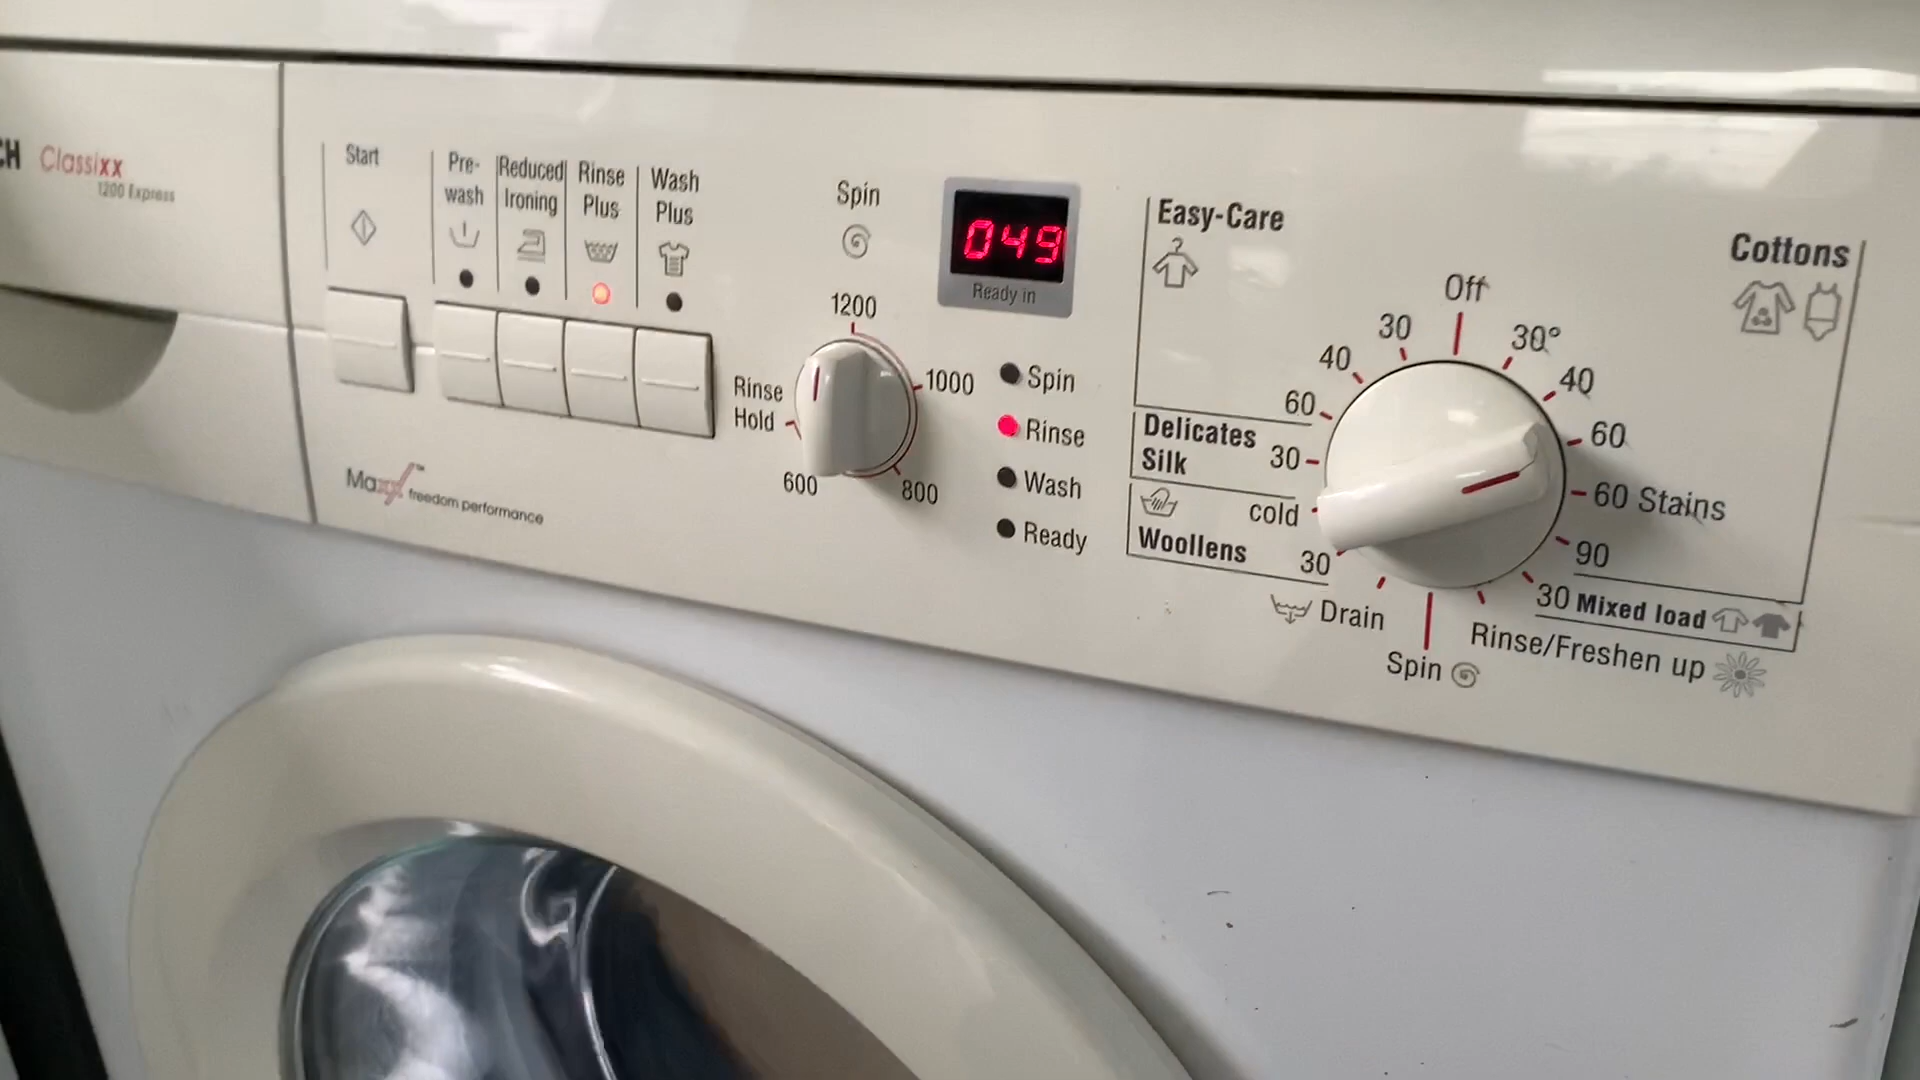 CH Classixx
1200 Express
Start
Pre-
wash
Reduced
Ironing
Rinse
Plus
Wash
Plus
Maxx™ freedom performance
Spin
1200
1000
800
600
Rinse
Hold
049
Ready in
Spin
Rinse
Wash
Ready
Easy-Care
Cottons
Off
30
40
60
Delicates
Silk
30
cold
Woollens
30
Drain
Spin
Rinse/Freshen up
30 Mixed load
90
60 Stains
60
40
30°